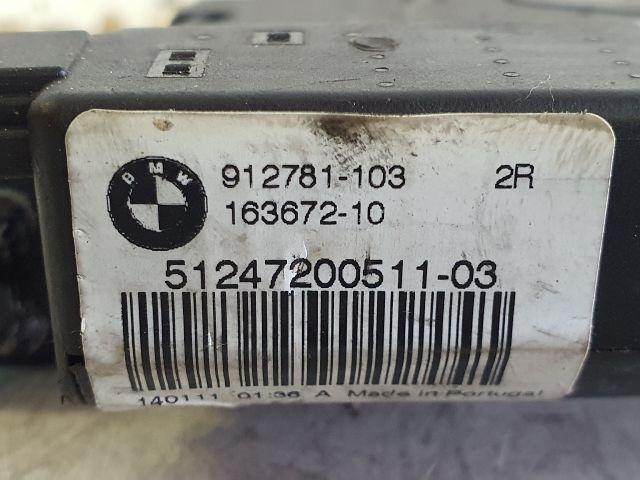 BMW
912781-103 2R
163672-10
51247200511-03
140111 01:36 A Made in Portugal